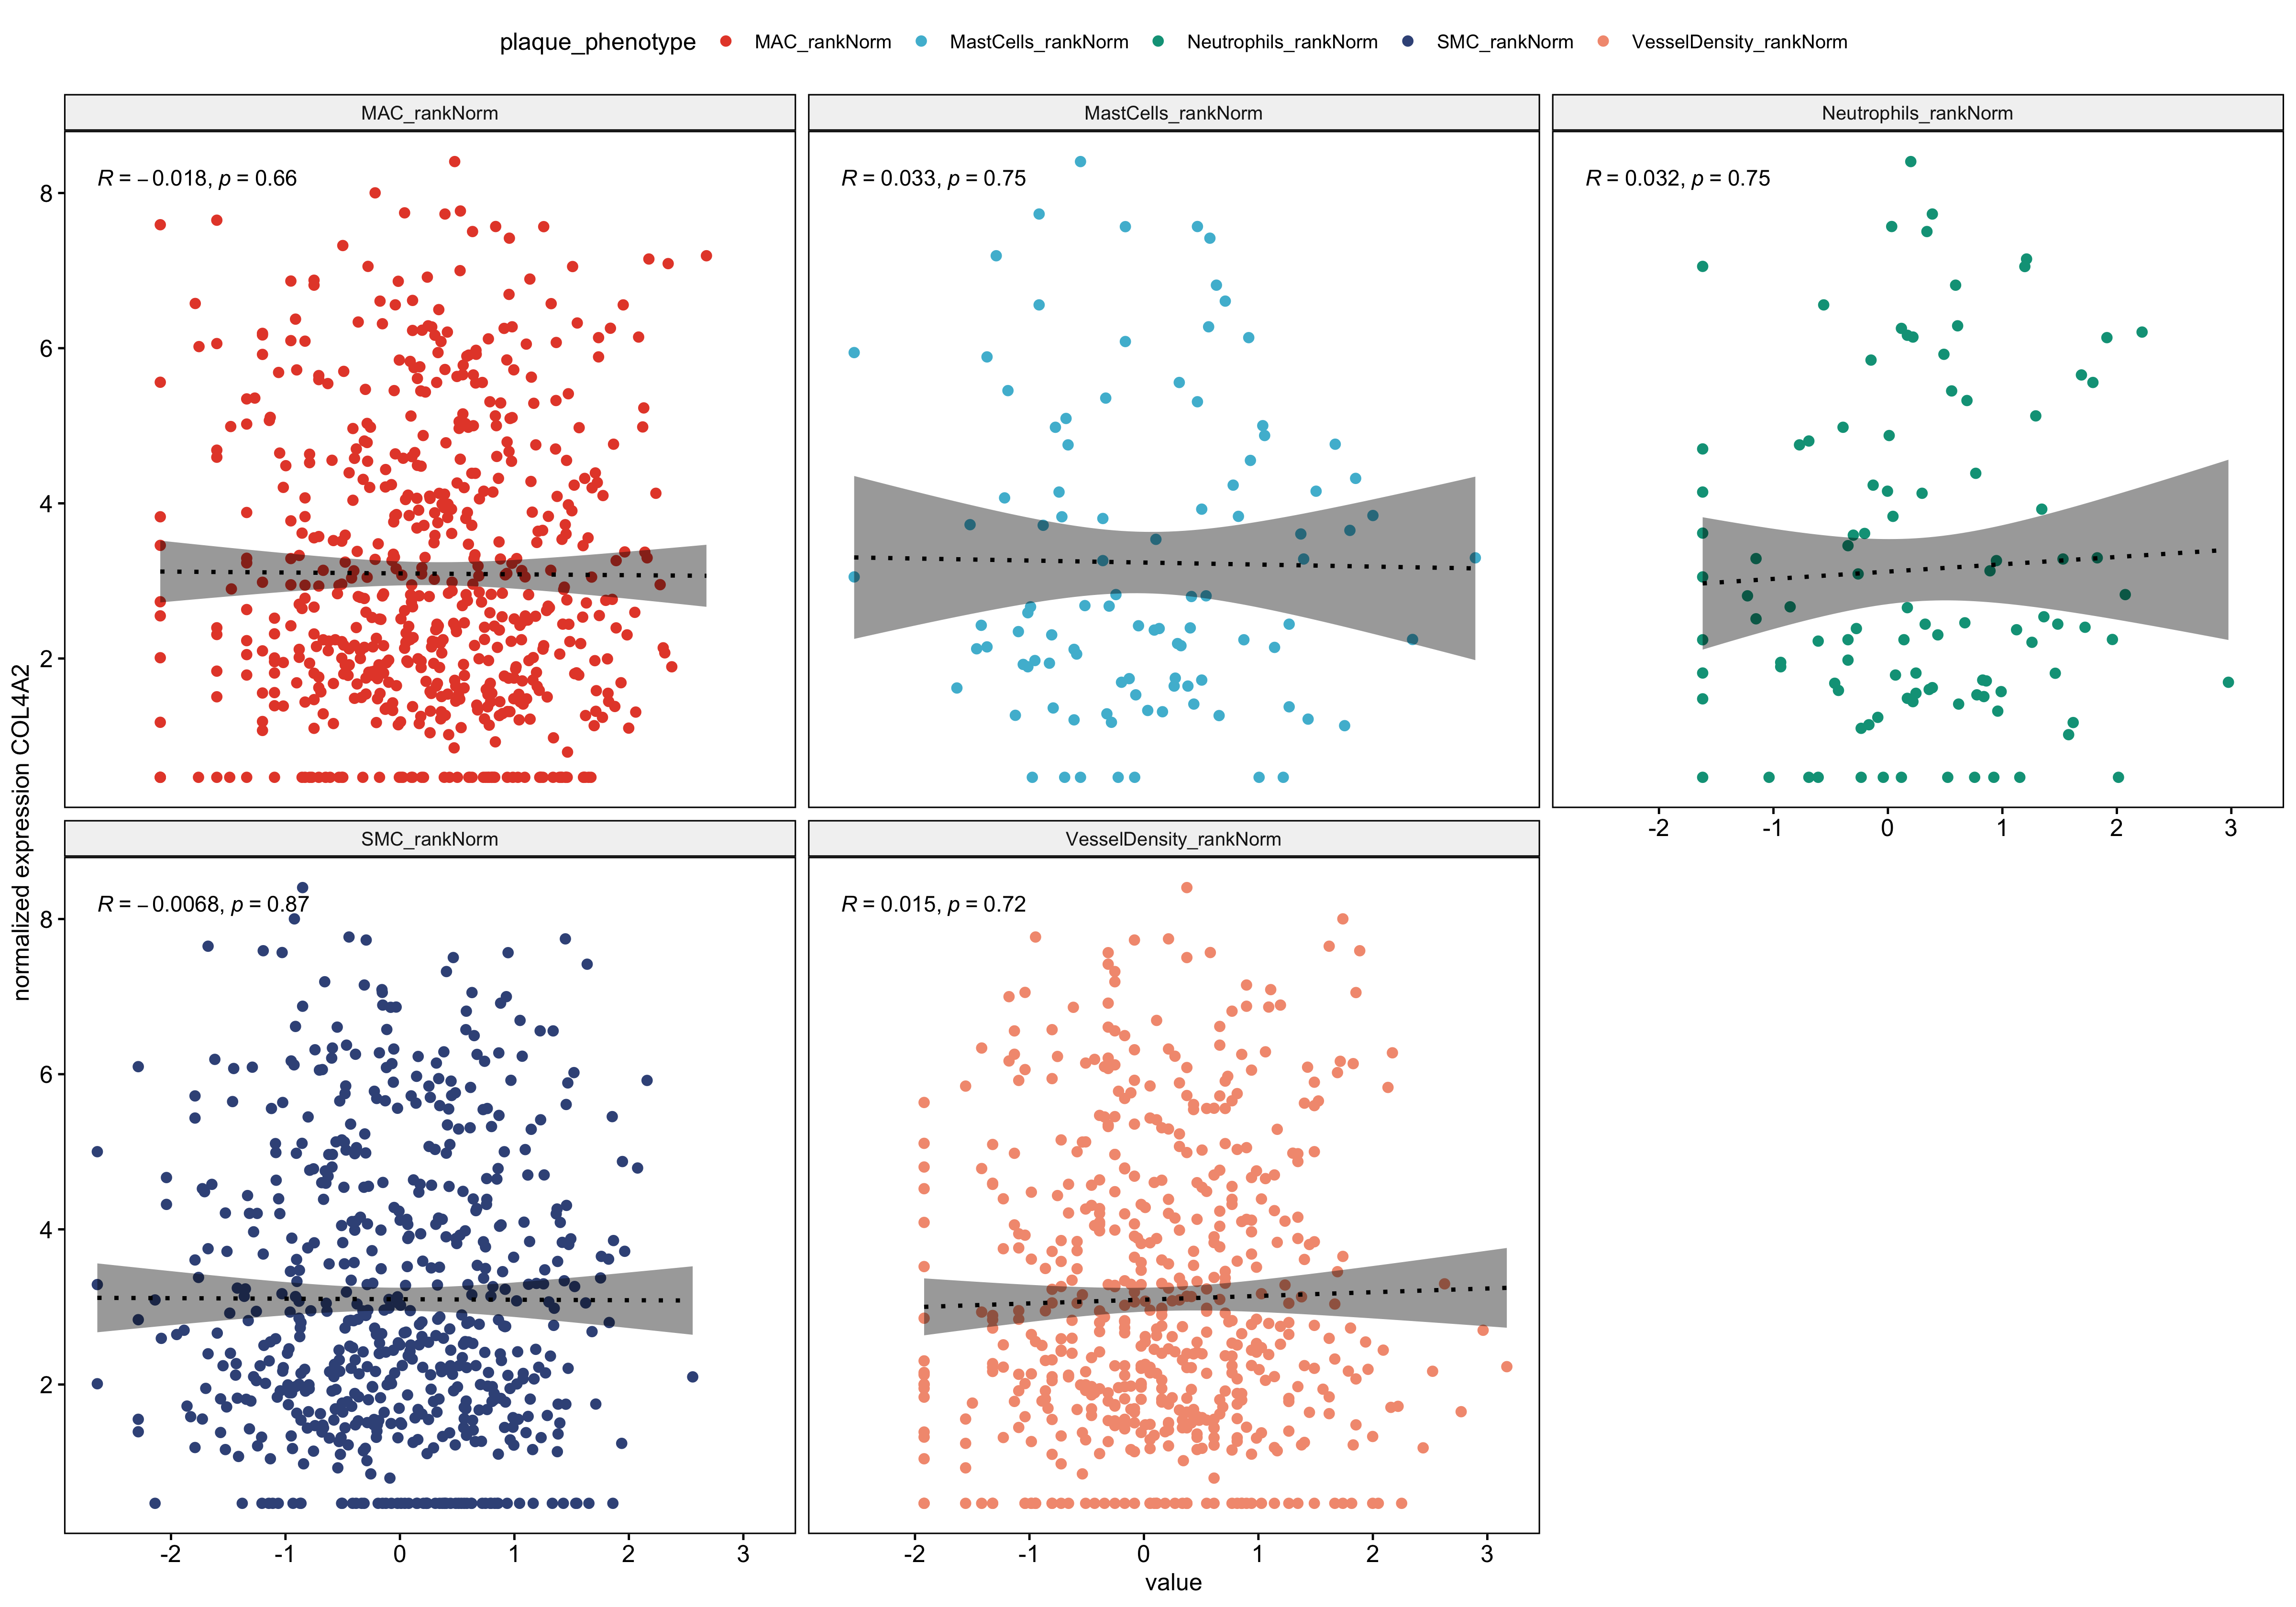 plaque_phenotype MAC_rankNorm MastCells_rankNorm Neutrophils_rankNorm SMC_rankNorm VesselDensity_rankNorm
MAC_rankNorm
MastCells_rankNorm
Neutrophils_rankNorm
R = −0.018, p = 0.66
R = 0.033, p = 0.75
R = 0.032, p = 0.75
8
6
4
2
-2 -1 0 1 2 3
normalized expression COL4A2
SMC_rankNorm
VesselDensity_rankNorm
R = −0.0068, p = 0.87
R = 0.015, p = 0.72
8
6
4
2
-2 -1 0 1 2 3
-2 -1 0 1 2 3
value